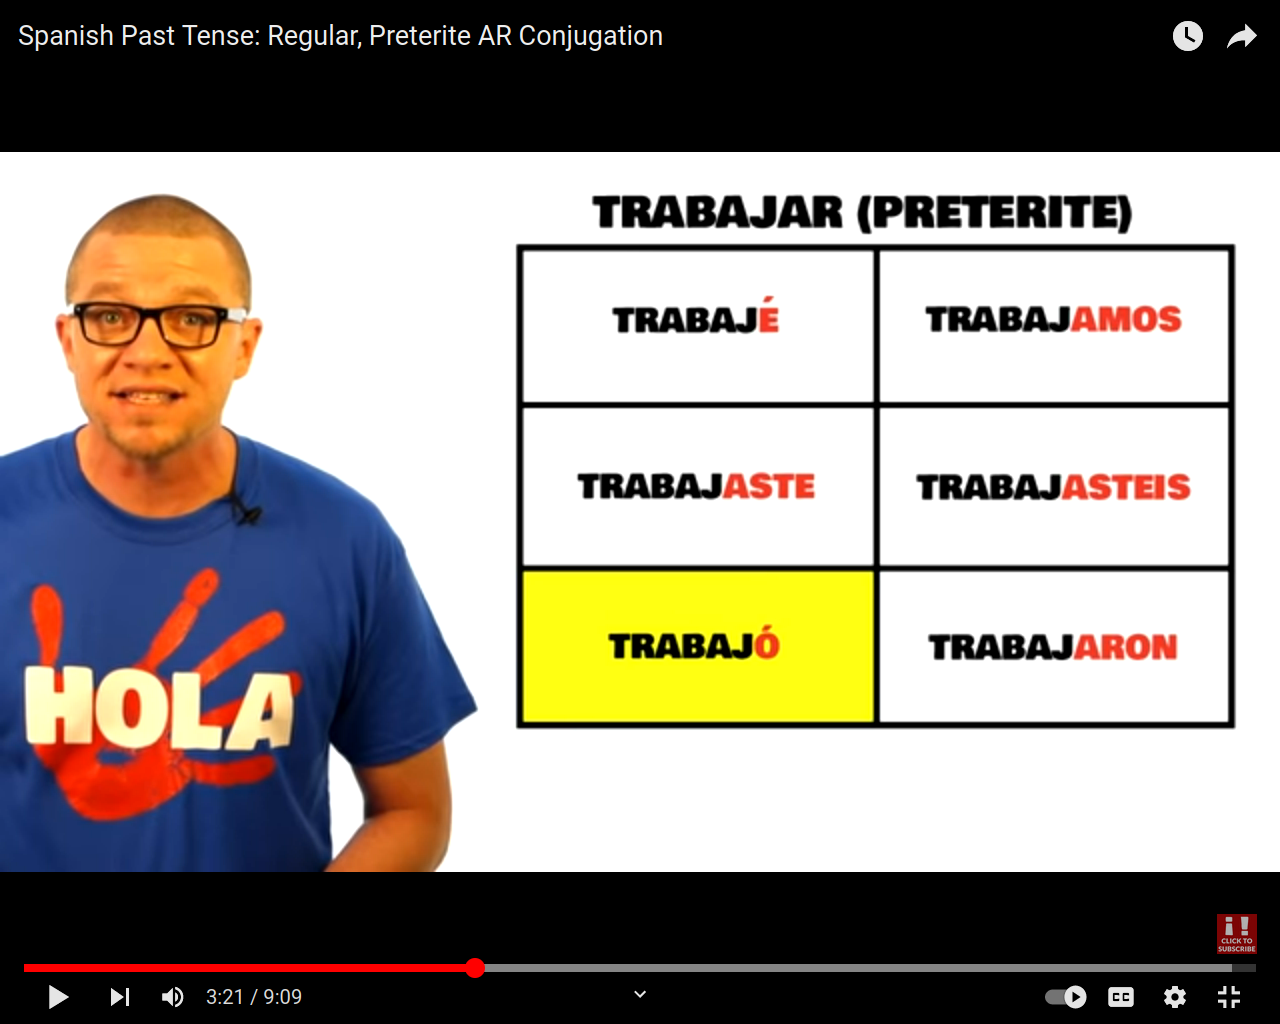 Spanish Past Tense: Regular, Preterite AR Conjugation
TRABAJAR (PRETERITE)
TRABAJÉ TRABAJAMOS
TRABAJASTE TRABAJASTEIS
TRABAJÓ TRABAJARON
HOLA
¡!
CLICK TO
SUBSCRIBE
3:21 / 9:09
CC